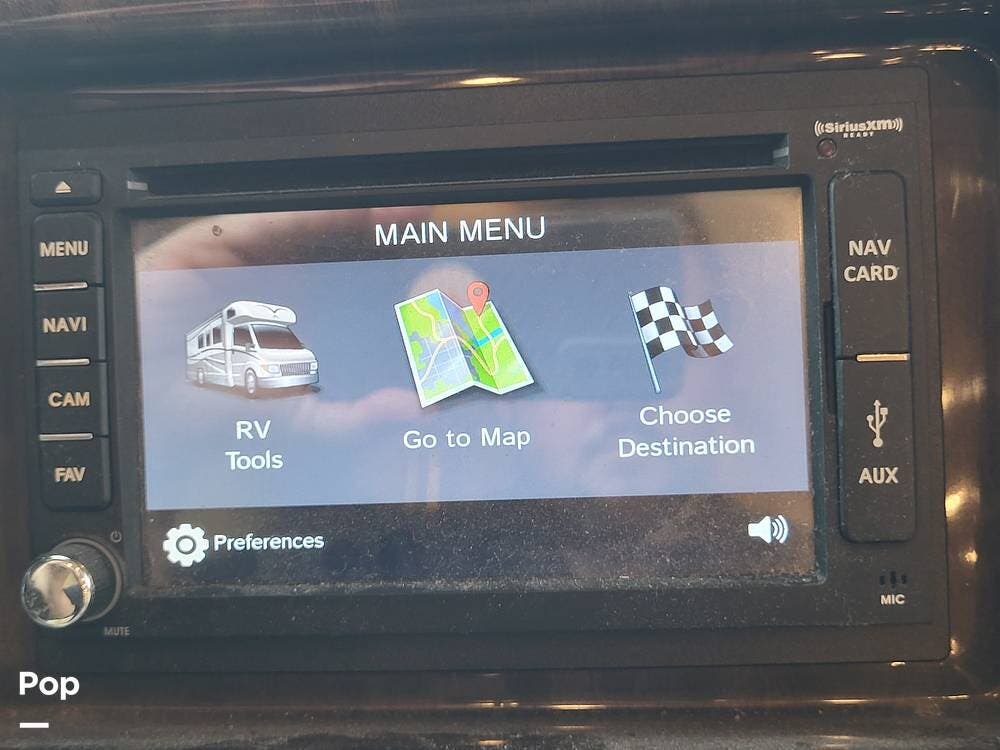 ((SiriusXM))
READY
MENU
NAVI
CAM
FAV
MUTE
MAIN MENU
RV
Tools
Go to Map
Choose
Destination
Preferences
NAV
CARD
AUX
MIC
Pop